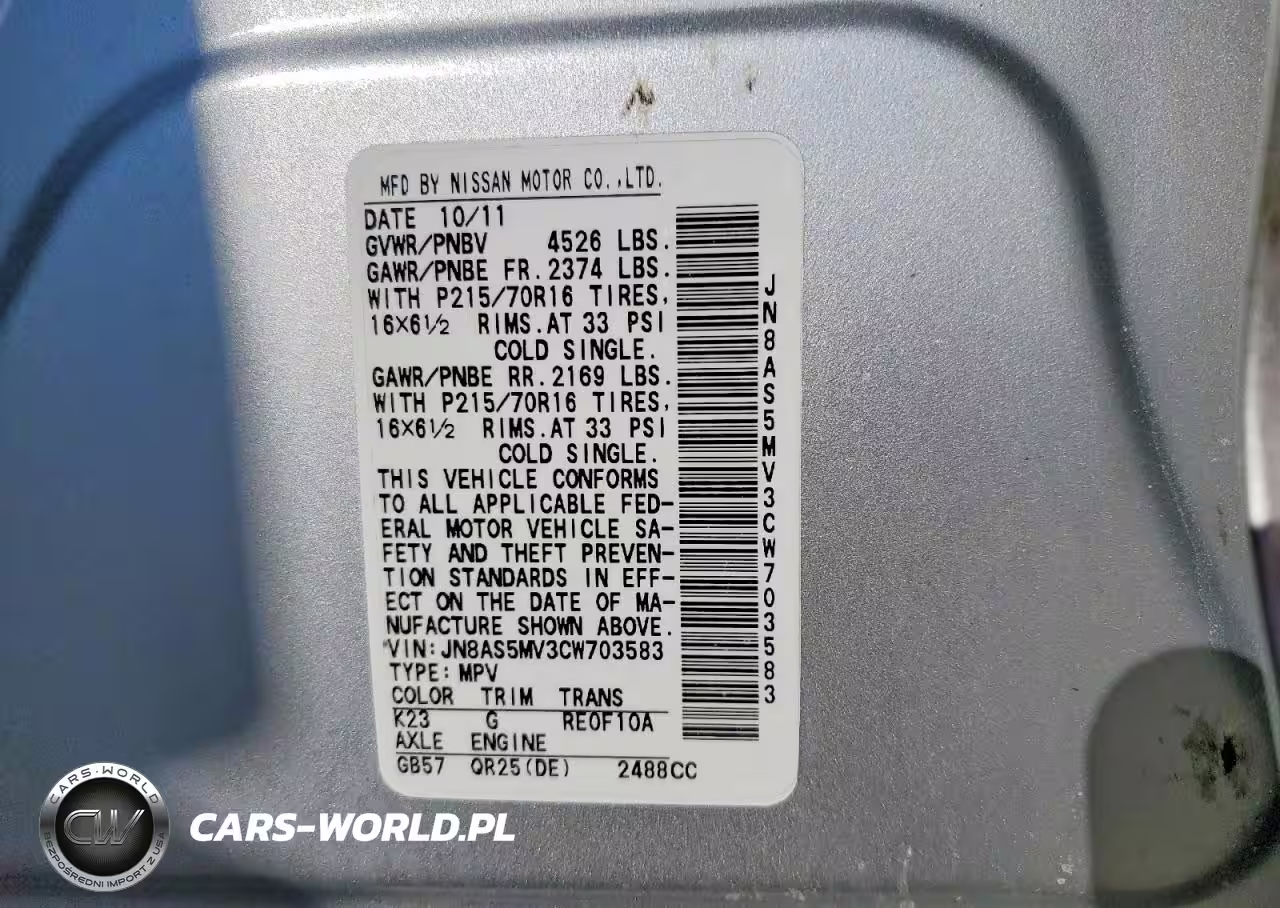 MFD BY NISSAN MOTOR CO.,LTD.
DATE 10/11
GVWR/PNBV 4526 LBS.
GAWR/PNBE FR. 2374 LBS.
WITH P215/70R16 TIRES,
16×6½ RIMS. AT 33 PSI
COLD SINGLE.
GAWR/PNBE RR. 2169 LBS.
WITH P215/70R16 TIRES,
16×6½ RIMS. AT 33 PSI
COLD SINGLE.
THIS VEHICLE CONFORMS
TO ALL APPLICABLE FED-
ERAL MOTOR VEHICLE SA-
FETY AND THEFT PREVEN-
TION STANDARDS IN EFF-
ECT ON THE DATE OF MA-
NUFACTURE SHOWN ABOVE.
*VIN: JN8AS5MV3CW703583
TYPE: MPV
COLOR TRIM TRANS
K23 G RE0F10A
AXLE ENGINE
GB57 QR25(DE) 2488CC
JN8AS5MV3CW703583
CARS-WORLD
CW
BEZPOŚREDNI IMPORT Z USA
CARS-WORLD.PL